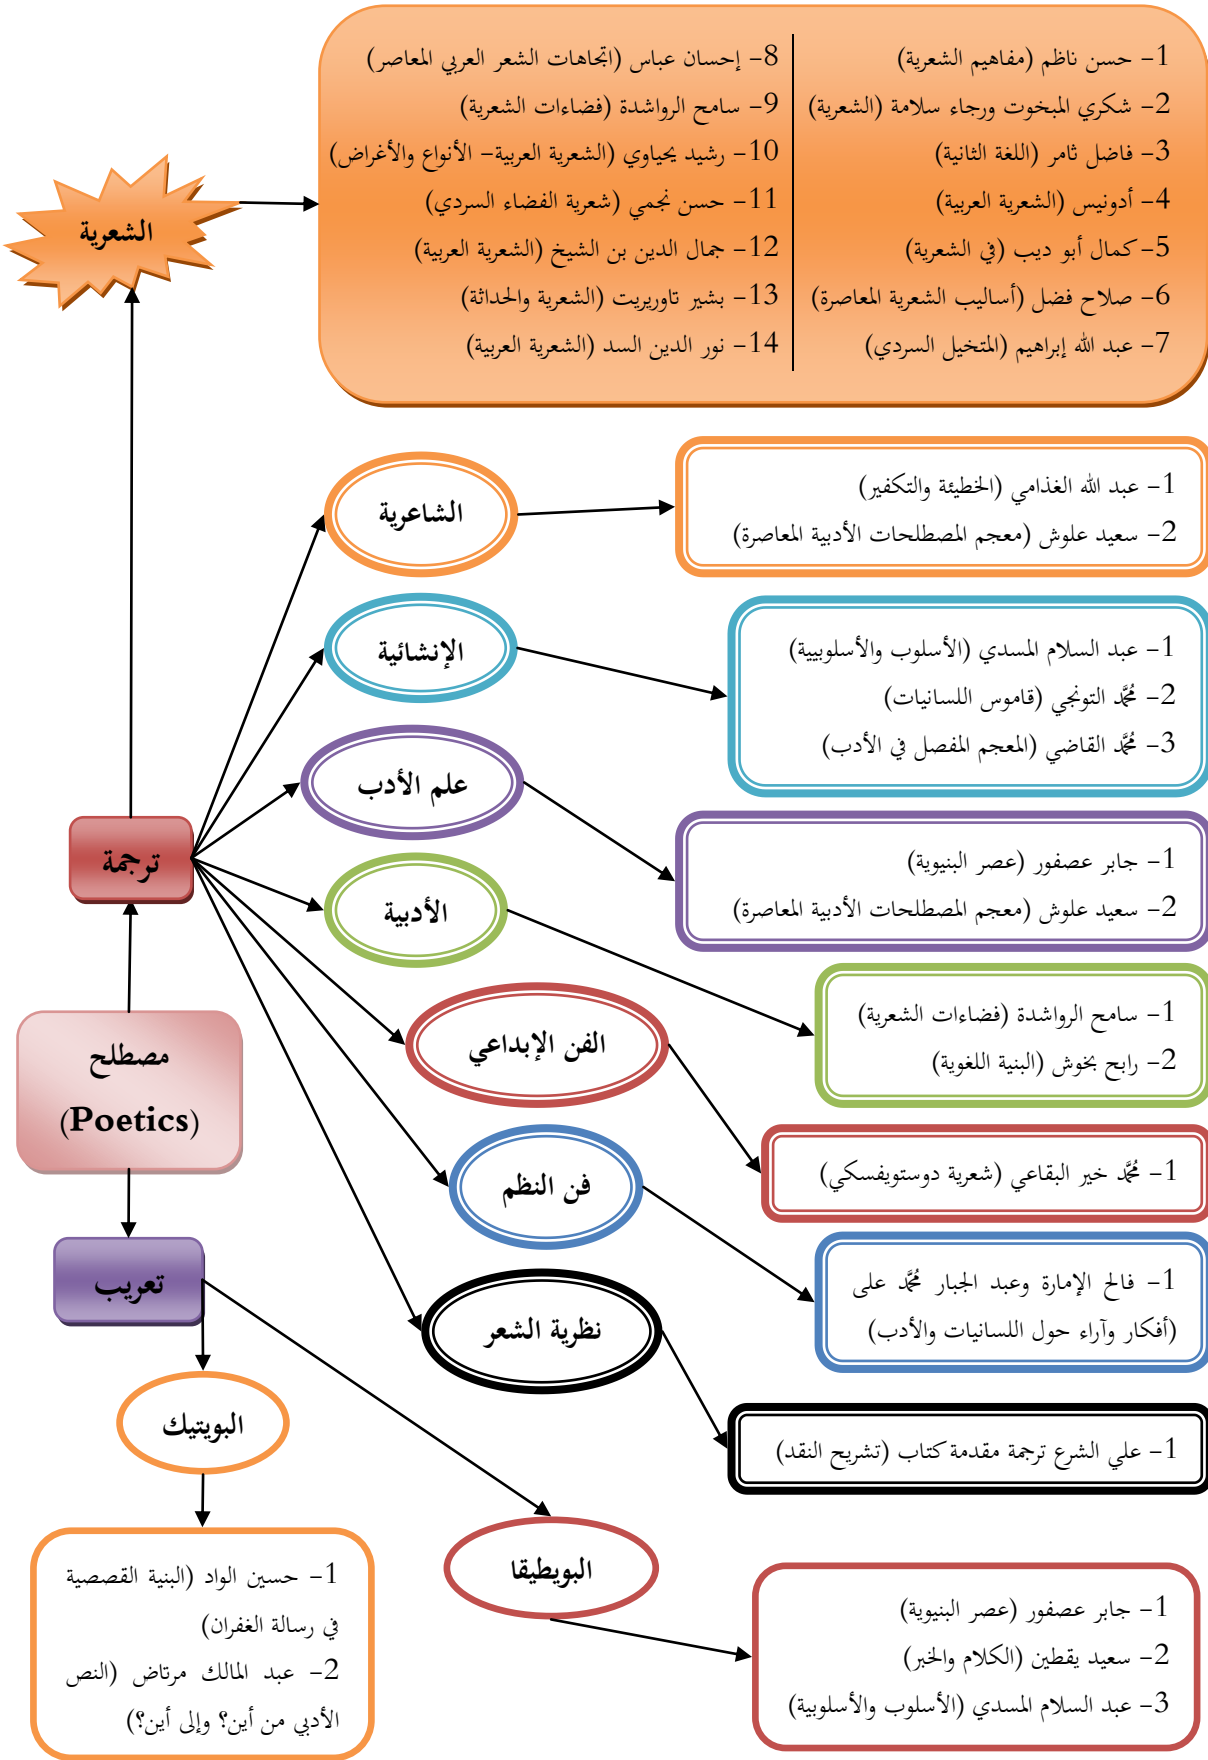 الشعرية
1- حسن ناظم (مفاهيم الشعرية)
2- شكري المبخوت ورجاء سلامة (الشعرية)
3- فاضل ثامر (اللغة الثانية)
4- أدونيس (الشعرية العربية)
5- كمال أبو ديب (في الشعرية)
6- صلاح فضل (أساليب الشعرية المعاصرة)
7- عبد الله إبراهيم (المتخيل السردي)
8- إحسان عباس (اتجاهات الشعر العربي المعاصر)
9- سامح الرواشدة (فضاءات الشعرية)
10- رشيد يحياوي (الشعرية العربية- الأنواع والأغراض)
11- حسن نجمي (شعرية الفضاء السردي)
12- جمال الدين بن الشيخ (الشعرية العربية)
13- بشير تاوريريت (الشعرية والحداثة)
14- نور الدين السد (الشعرية العربية)
الشاعرية
1- عبد الله الغذامي (الخطيئة والتكفير)
2- سعيد علوش (معجم المصطلحات الأدبية المعاصرة)
الإنشائية
1- عبد السلام المسدي (الأسلوب والأسلوبيية)
2- محمَّد التونجي (قاموس اللسانيات)
3- محمَّد القاضي (المعجم المفصل في الأدب)
علم الأدب
1- جابر عصفور (عصر البنيوية)
2- سعيد علوش (معجم المصطلحات الأدبية المعاصرة)
ترجمة
الأدبية
1- سامح الرواشدة (فضاءات الشعرية)
2- رابح بخوش (البنية اللغوية)
الفن الإبداعي
1- محمَّد خير البقاعي (شعرية دوستويفسكي)
مصطلح
(Poetics)
فن النظم
1- فالح الإمارة وعبد الجبار محمَّد على
(أفكار وآراء حول اللسانيات والأدب)
تعريب
نظرية الشعر
1- علي الشرع ترجمة مقدمة كتاب (تشريح النقد)
البويتيك
1- حسين الواد (البنية القصصية
في رسالة الغفران)
2- عبد المالك مرتاض (النص
الأدبي من أين؟ وإلى أين؟)
البويطيقا
1- جابر عصفور (عصر البنيوية)
2- سعيد يقطين (الكلام والخبر)
3- عبد السلام المسدي (الأسلوب والأسلوبية)